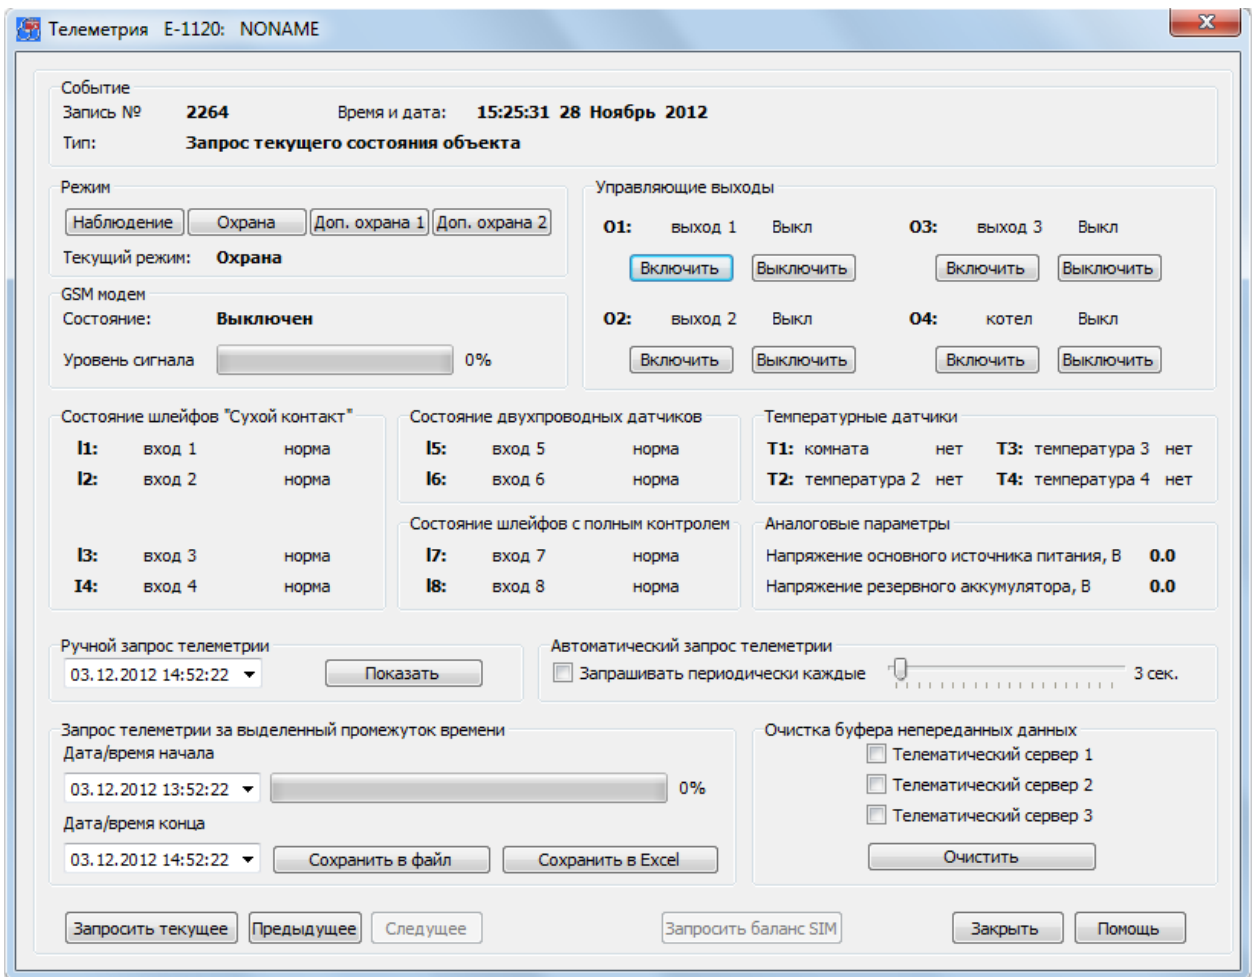 Телеметрия E-1120: NONAME
Событие
Запись № 2264 Время и дата: 15:25:31 28 Ноябрь 2012
Тип: Запрос текущего состояния объекта
Режим
Наблюдение Охрана Доп. охрана 1 Доп. охрана 2
Текущий режим: Охрана
GSM модем
Состояние: Выключен
Уровень сигнала 0%
Управляющие выходы
O1: выход 1 Выкл O3: выход 3 Выкл
Включить Выключить Включить Выключить
O2: выход 2 Выкл O4: котел Выкл
Включить Выключить Включить Выключить
Состояние шлейфов "Сухой контакт"
I1: вход 1 норма
I2: вход 2 норма
I3: вход 3 норма
I4: вход 4 норма
Состояние двухпроводных датчиков
I5: вход 5 норма
I6: вход 6 норма
Состояние шлейфов с полным контролем
I7: вход 7 норма
I8: вход 8 норма
Температурные датчики
T1: комната нет T3: температура 3 нет
T2: температура 2 нет T4: температура 4 нет
Аналоговые параметры
Напряжение основного источника питания, В 0.0
Напряжение резервного аккумулятора, В 0.0
Ручной запрос телеметрии
03.12.2012 14:52:22 Показать
Автоматический запрос телеметрии
Запрашивать периодически каждые 3 сек.
Запрос телеметрии за выделенный промежуток времени
Дата/время начала
03.12.2012 13:52:22 0%
Дата/время конца
03.12.2012 14:52:22 Сохранить в файл Сохранить в Excel
Очистка буфера непереданных данных
Телематический сервер 1
Телематический сервер 2
Телематический сервер 3
Очистить
Запросить текущее Предыдущее Следущее Запросить баланс SIM Закрыть Помощь